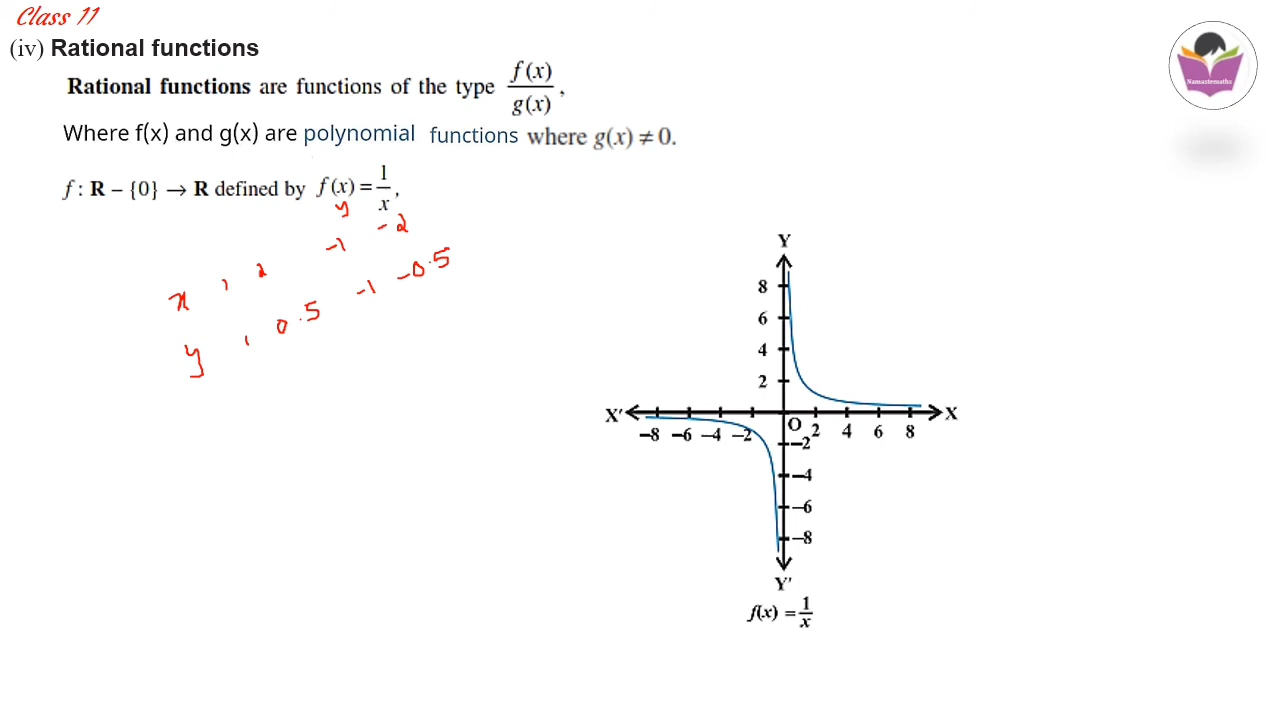 Class 11
(iv) Rational functions
Rational functions are functions of the type f(x)/g(x),
Where f(x) and g(x) are polynomial functions where g(x) ≠ 0.
f : R – {0} → R defined by f(x) = 1/x,
y
x 1 2 -1 -2
y 1 0.5 -1 -0.5
Namastemaths
Y
8
6
4
2
X′ O X
–8 –6 –4 –2 2 4 6 8
–2
–4
–6
–8
Y′
f(x) = 1/x